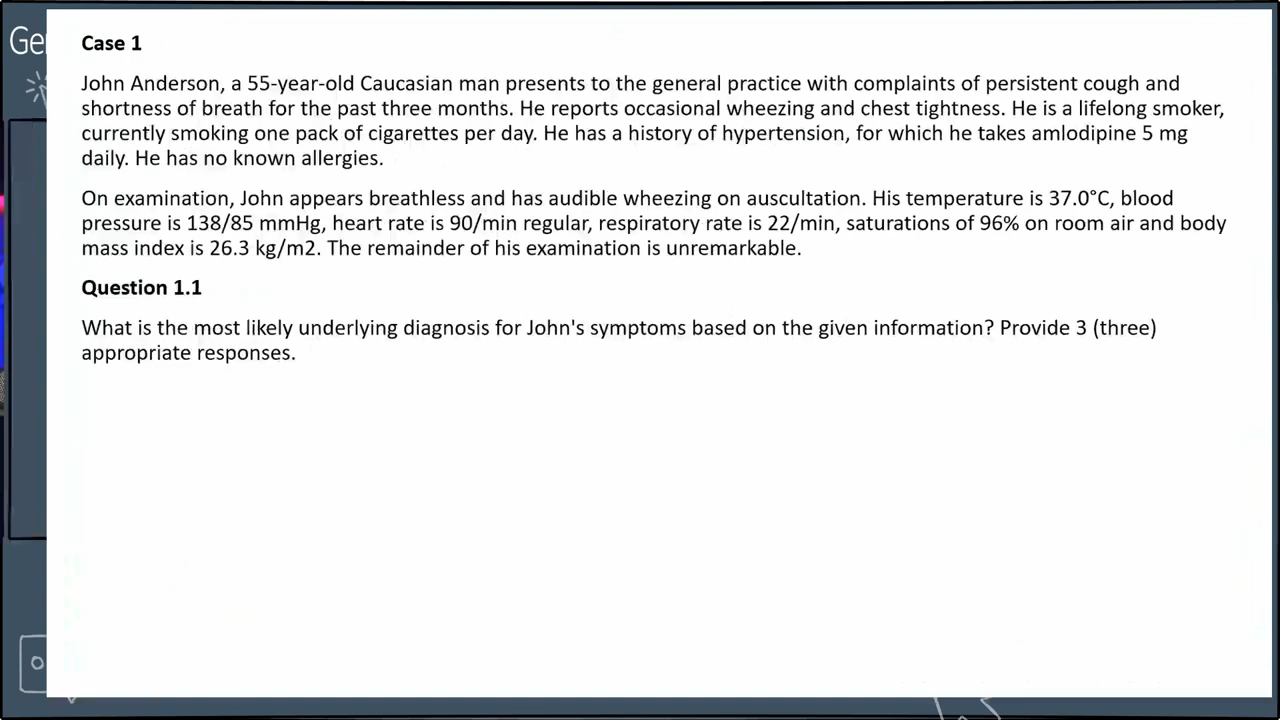 Ge
Case 1
John Anderson, a 55-year-old Caucasian man presents to the general practice with complaints of persistent cough and
shortness of breath for the past three months. He reports occasional wheezing and chest tightness. He is a lifelong smoker,
currently smoking one pack of cigarettes per day. He has a history of hypertension, for which he takes amlodipine 5 mg
daily. He has no known allergies.
On examination, John appears breathless and has audible wheezing on auscultation. His temperature is 37.0°C, blood
pressure is 138/85 mmHg, heart rate is 90/min regular, respiratory rate is 22/min, saturations of 96% on room air and body
mass index is 26.3 kg/m2. The remainder of his examination is unremarkable.
Question 1.1
What is the most likely underlying diagnosis for John's symptoms based on the given information? Provide 3 (three)
appropriate responses.